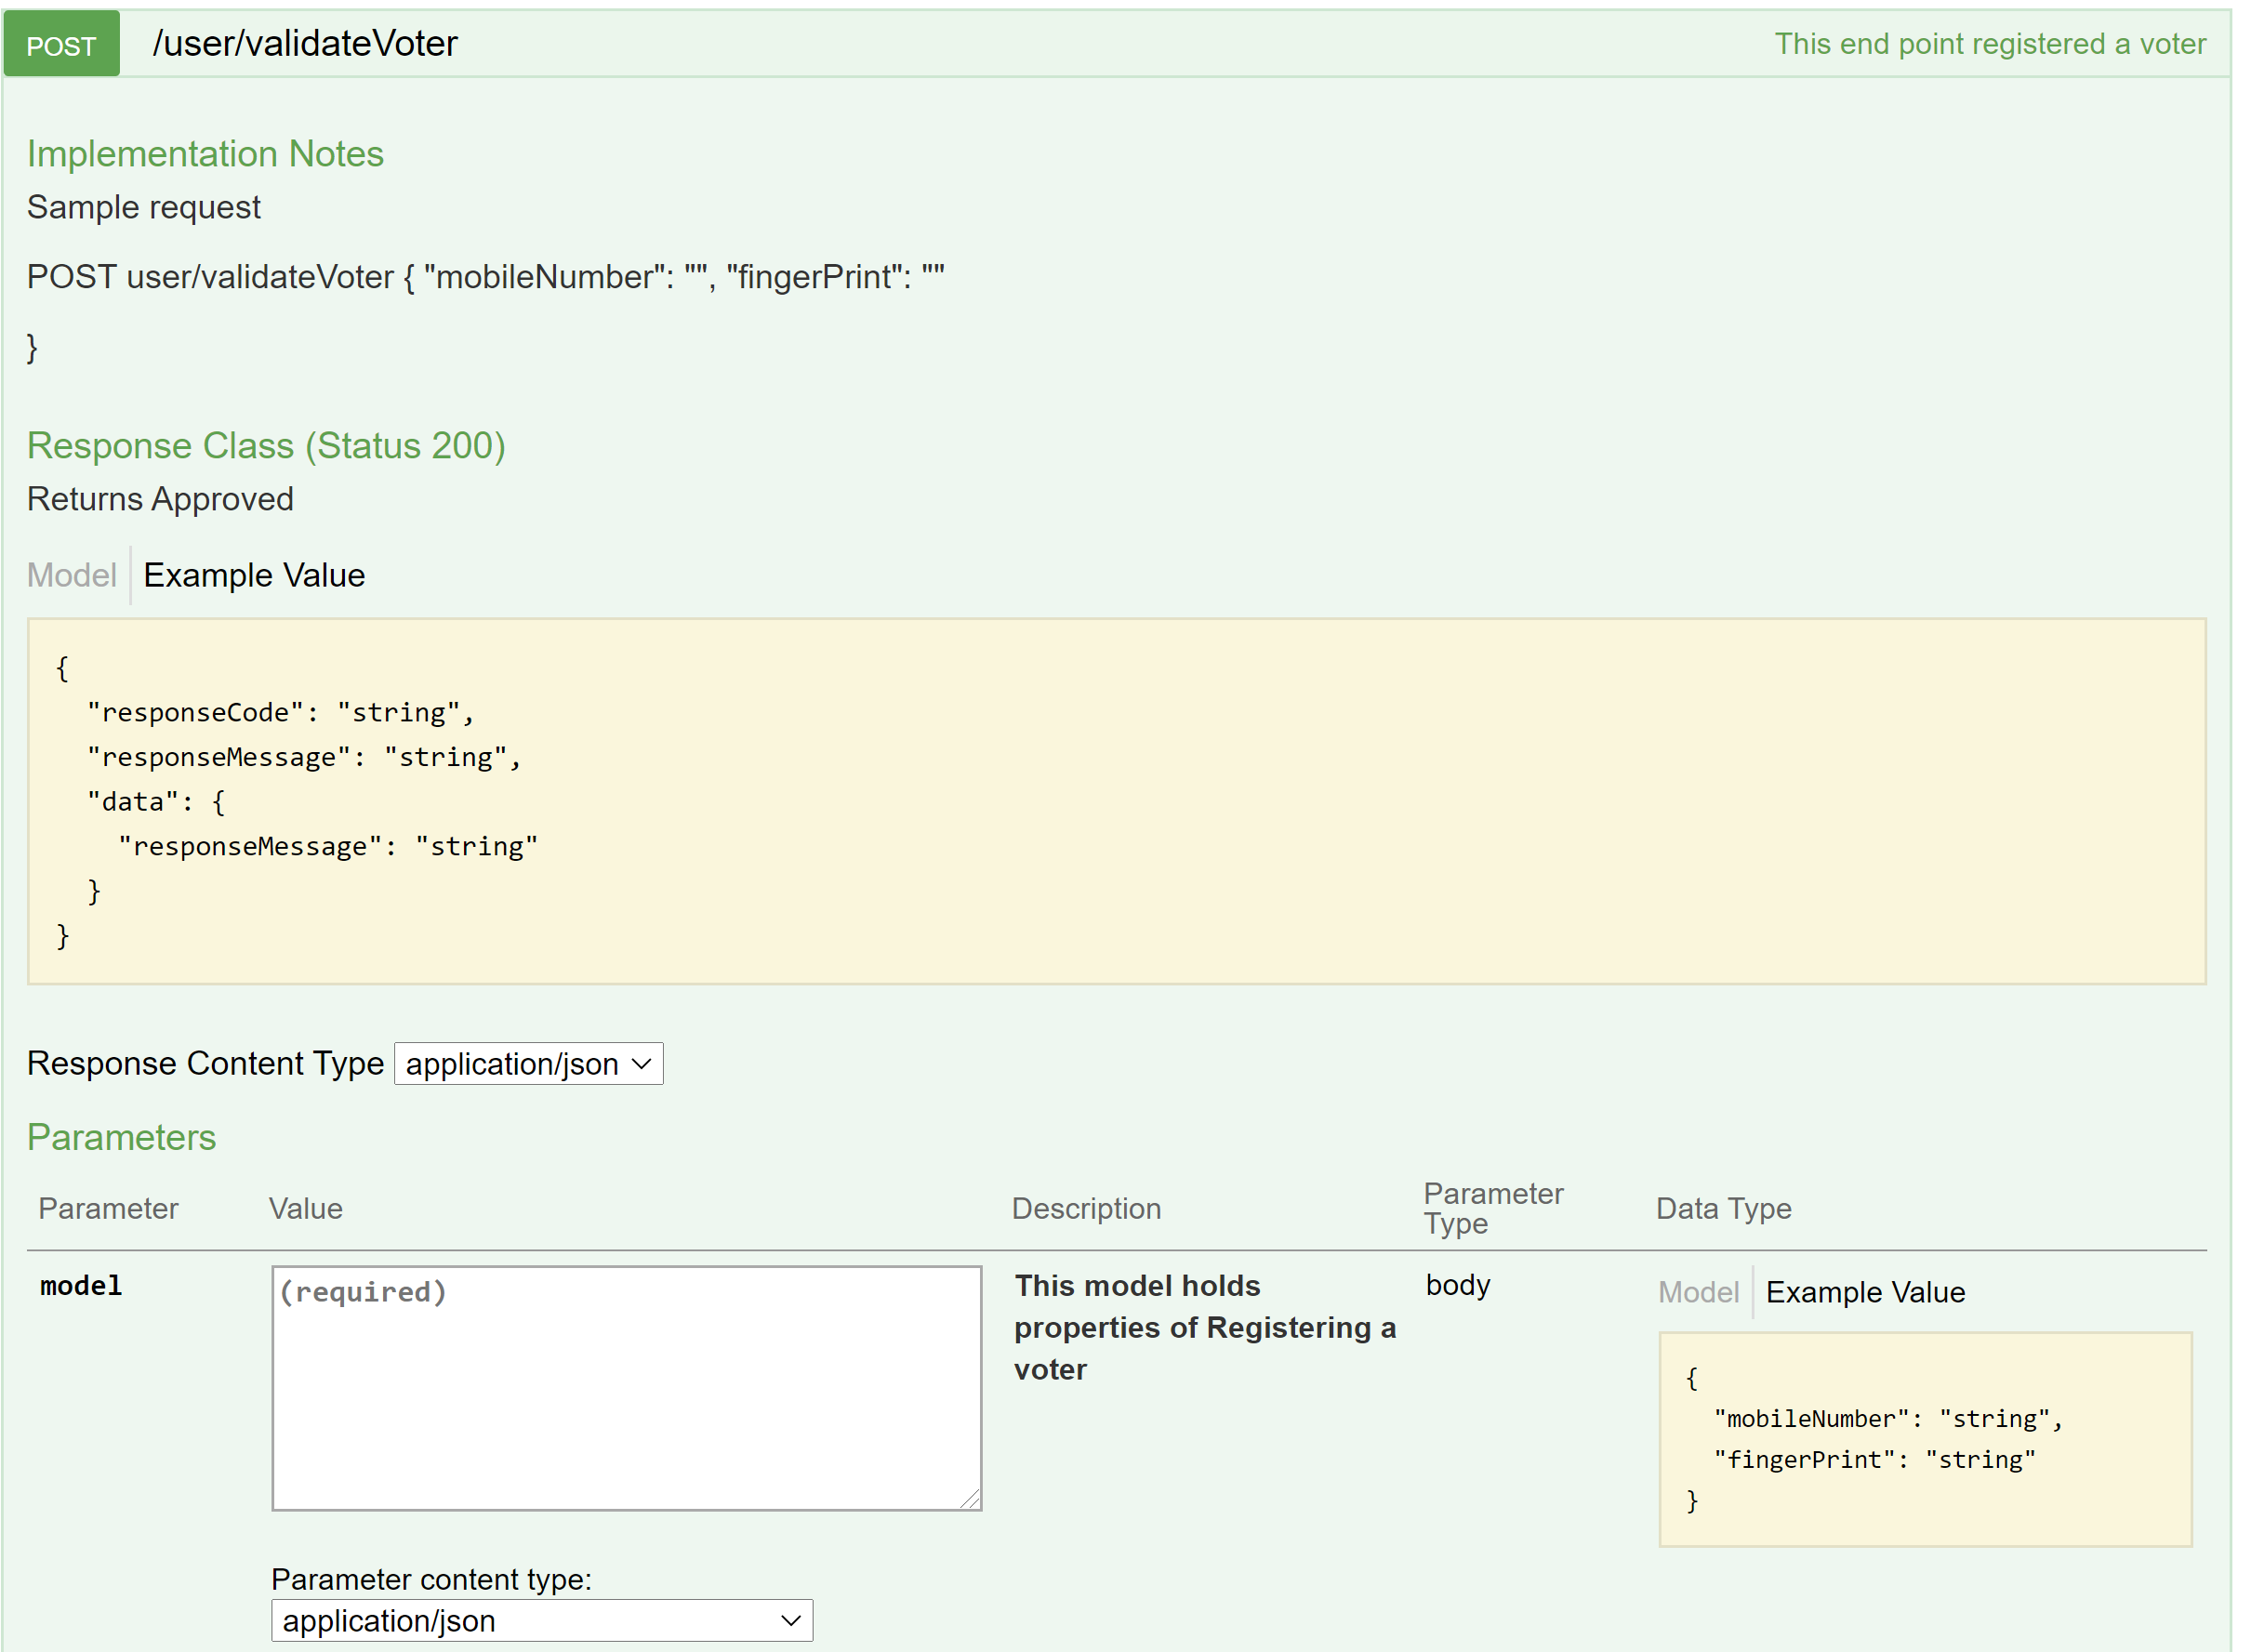 POST /user/validateVoter This end point registered a voter
Implementation Notes
Sample request
POST user/validateVoter { "mobileNumber": "", "fingerPrint": ""
}
Response Class (Status 200)
Returns Approved
Model Example Value
{
  "responseCode": "string",
  "responseMessage": "string",
  "data": {
    "responseMessage": "string"
  }
}
Response Content Type application/json
Parameters
Parameter Value Description Parameter Type Data Type
model
(required)
This model holds
properties of Registering a
voter
body
Model Example Value
{
  "mobileNumber": "string",
  "fingerPrint": "string"
}
Parameter content type:
application/json